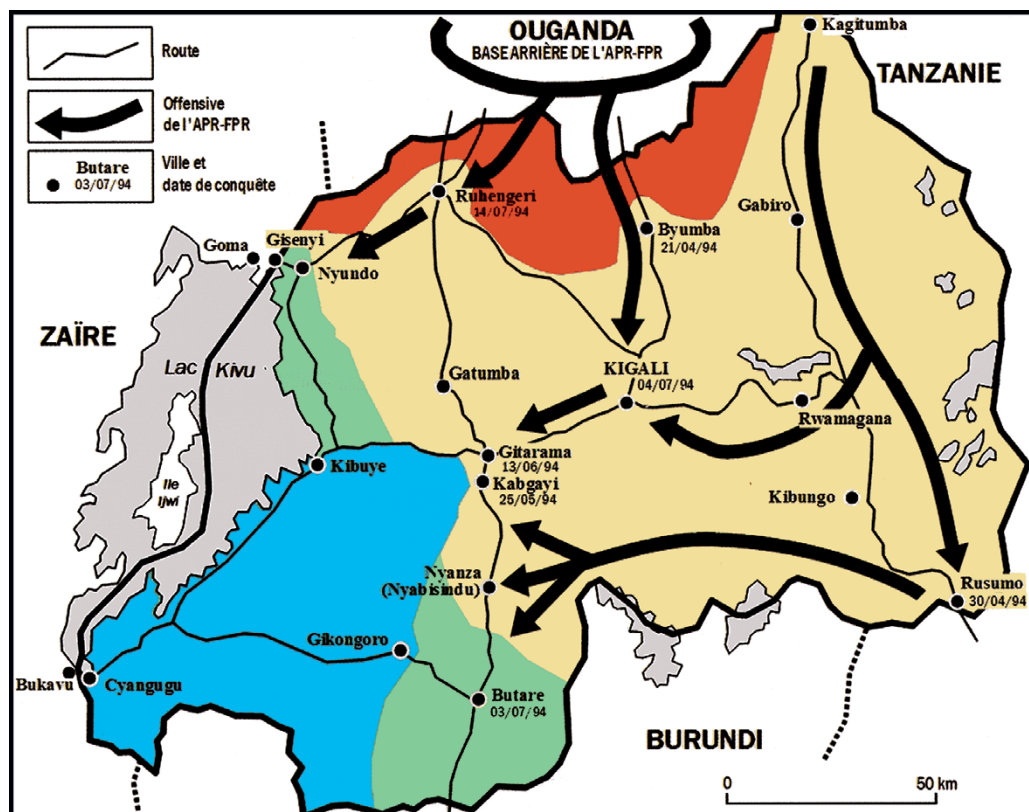 Route
Offensive
de l'APR-FPR
Butare
03/07/94
Ville et
date de conquête
OUGANDA
BASE ARRIÈRE DE L'APR-FPR
Kagitumba
TANZANIE
Ruhengeri
14/07/94
Byumba
21/04/94
Gabiro
Goma
Gisenyi
Nyundo
ZAÏRE
Lac Kivu
Gatumba
KIGALI
04/07/94
Rwamagana
Gitarama
13/06/94
Kabgayi
25/05/94
Kibuye
Ile
Ijwi
Kibungo
Nyanza
(Nyabisindu)
Rusumo
30/04/94
Gikongoro
Bukavu
Cyangugu
Butare
03/07/94
BURUNDI
0
50 km